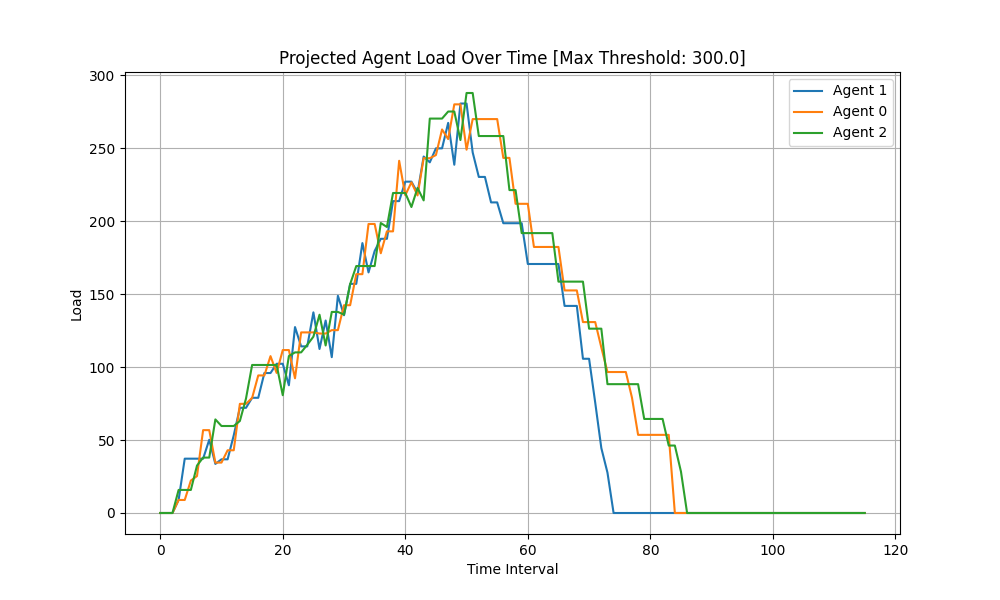 Projected Agent Load Over Time [Max Threshold: 300.0]
300
250
200
150
100
50
0
Load
Agent 1
Agent 0
Agent 2
0 20 40 60 80 100 120
Time Interval